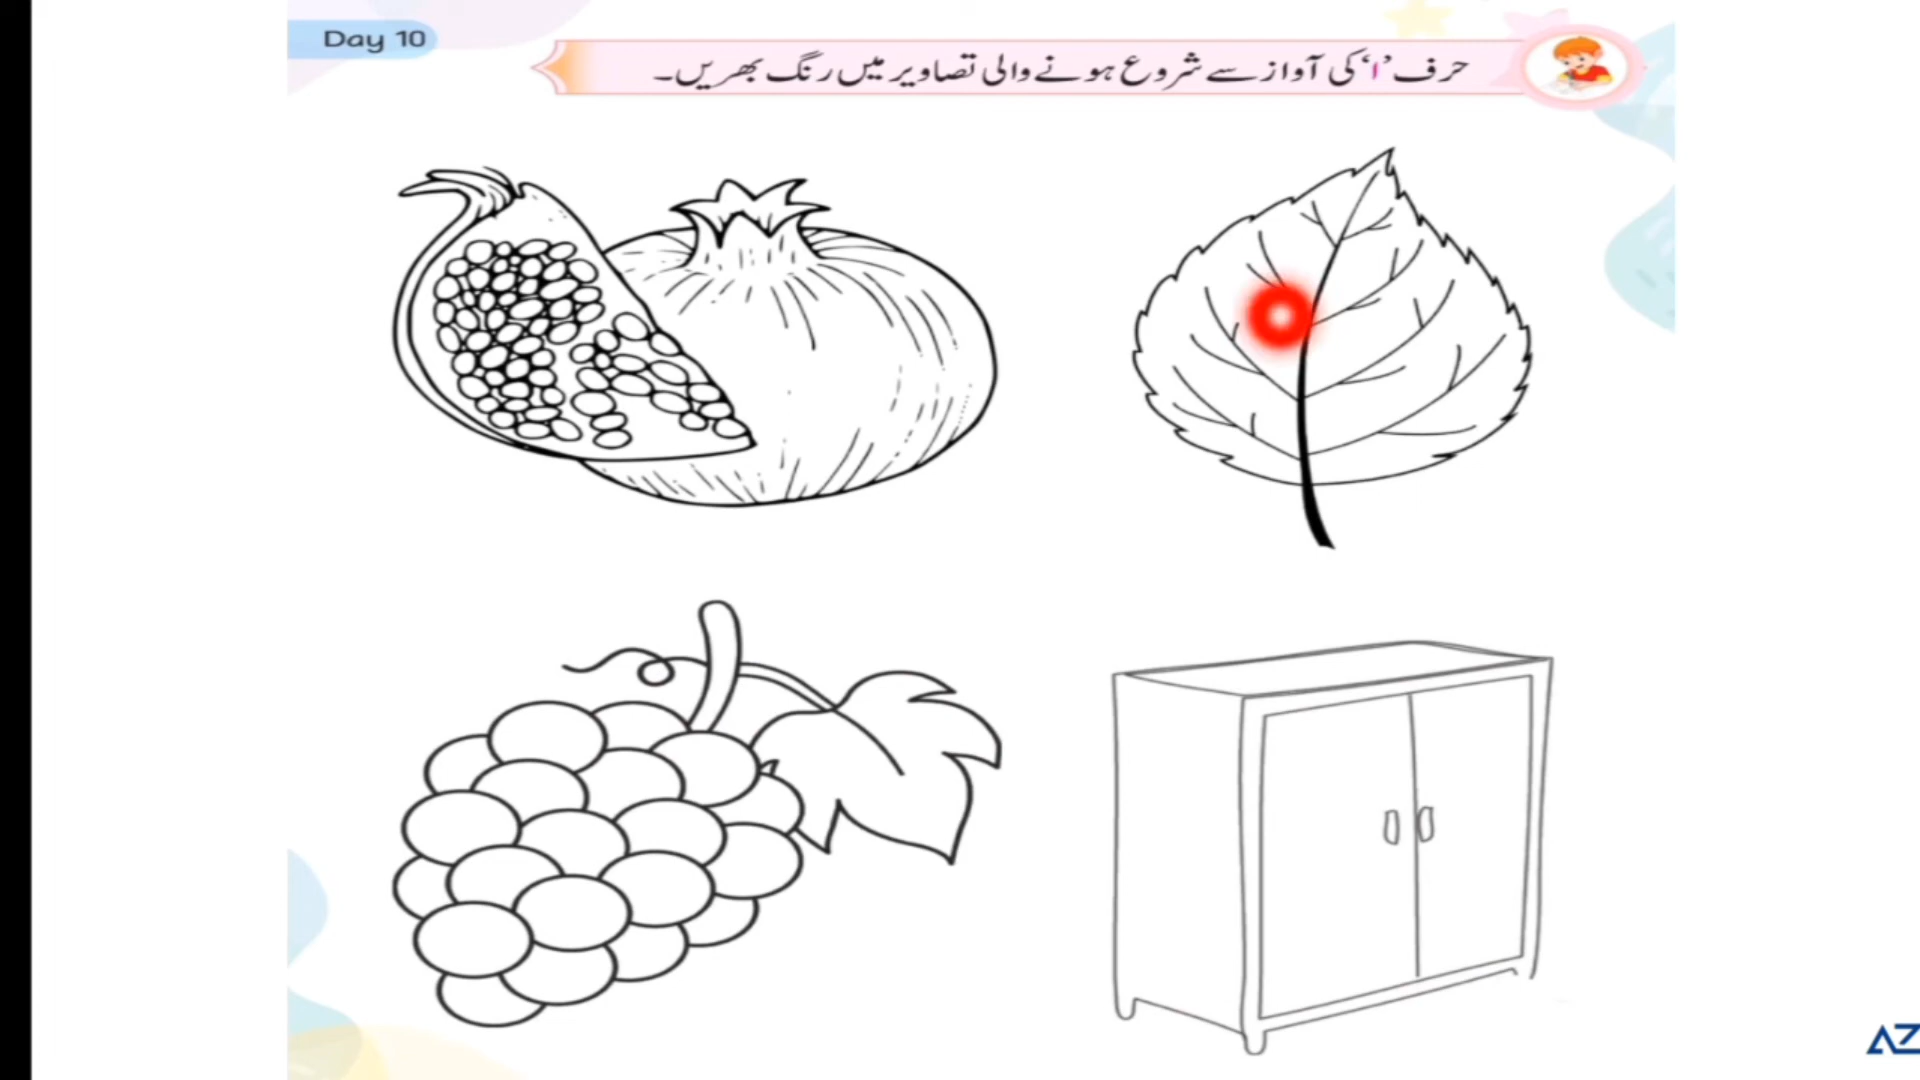 Day 10
حرف ’ا‘ کی آواز سے شروع ہونے والی تصاویر میں رنگ بھریں۔
AZ